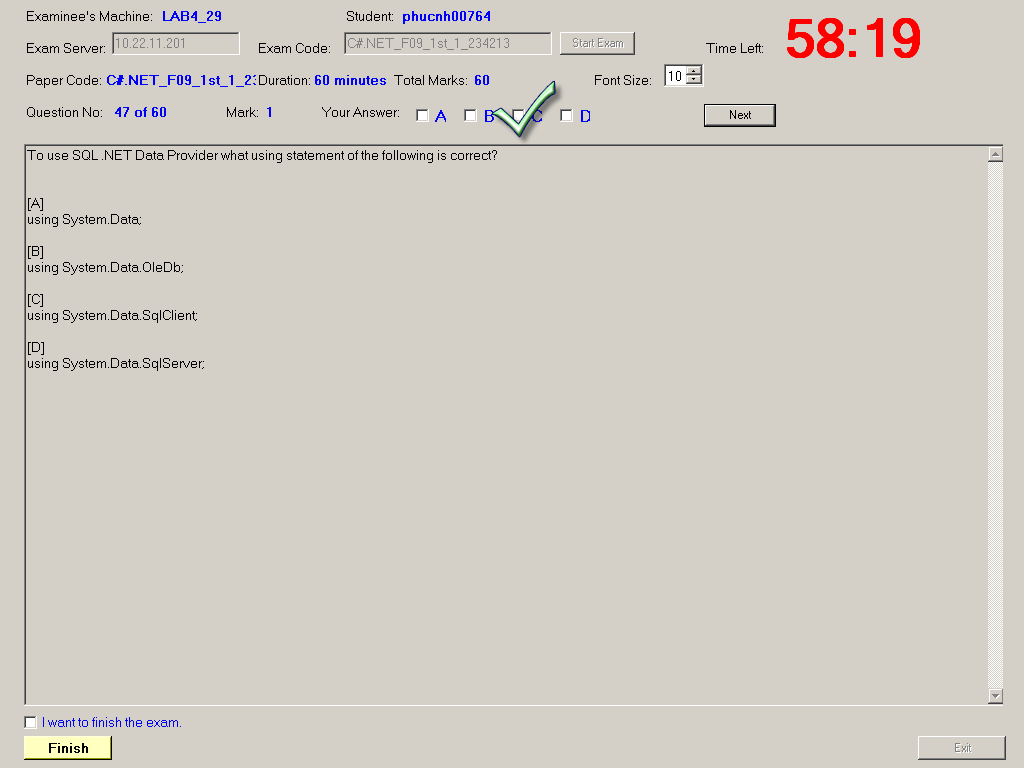 Examinee's Machine: LAB4_29 Student: phucnh00764
Exam Server: 10.22.11.201 Exam Code: C#.NET_F09_1st_1_234213 Start Exam Time Left: 58:19
Paper Code: C#.NET_F09_1st_1_23 Duration: 60 minutes Total Marks: 60 Font Size: 10
Question No: 47 of 60 Mark: 1 Your Answer: A B C D Next
To use SQL .NET Data Provider what using statement of the following is correct?
[A]
using System.Data;
[B]
using System.Data.OleDb;
[C]
using System.Data.SqlClient;
[D]
using System.Data.SqlServer;
I want to finish the exam.
Finish Exit